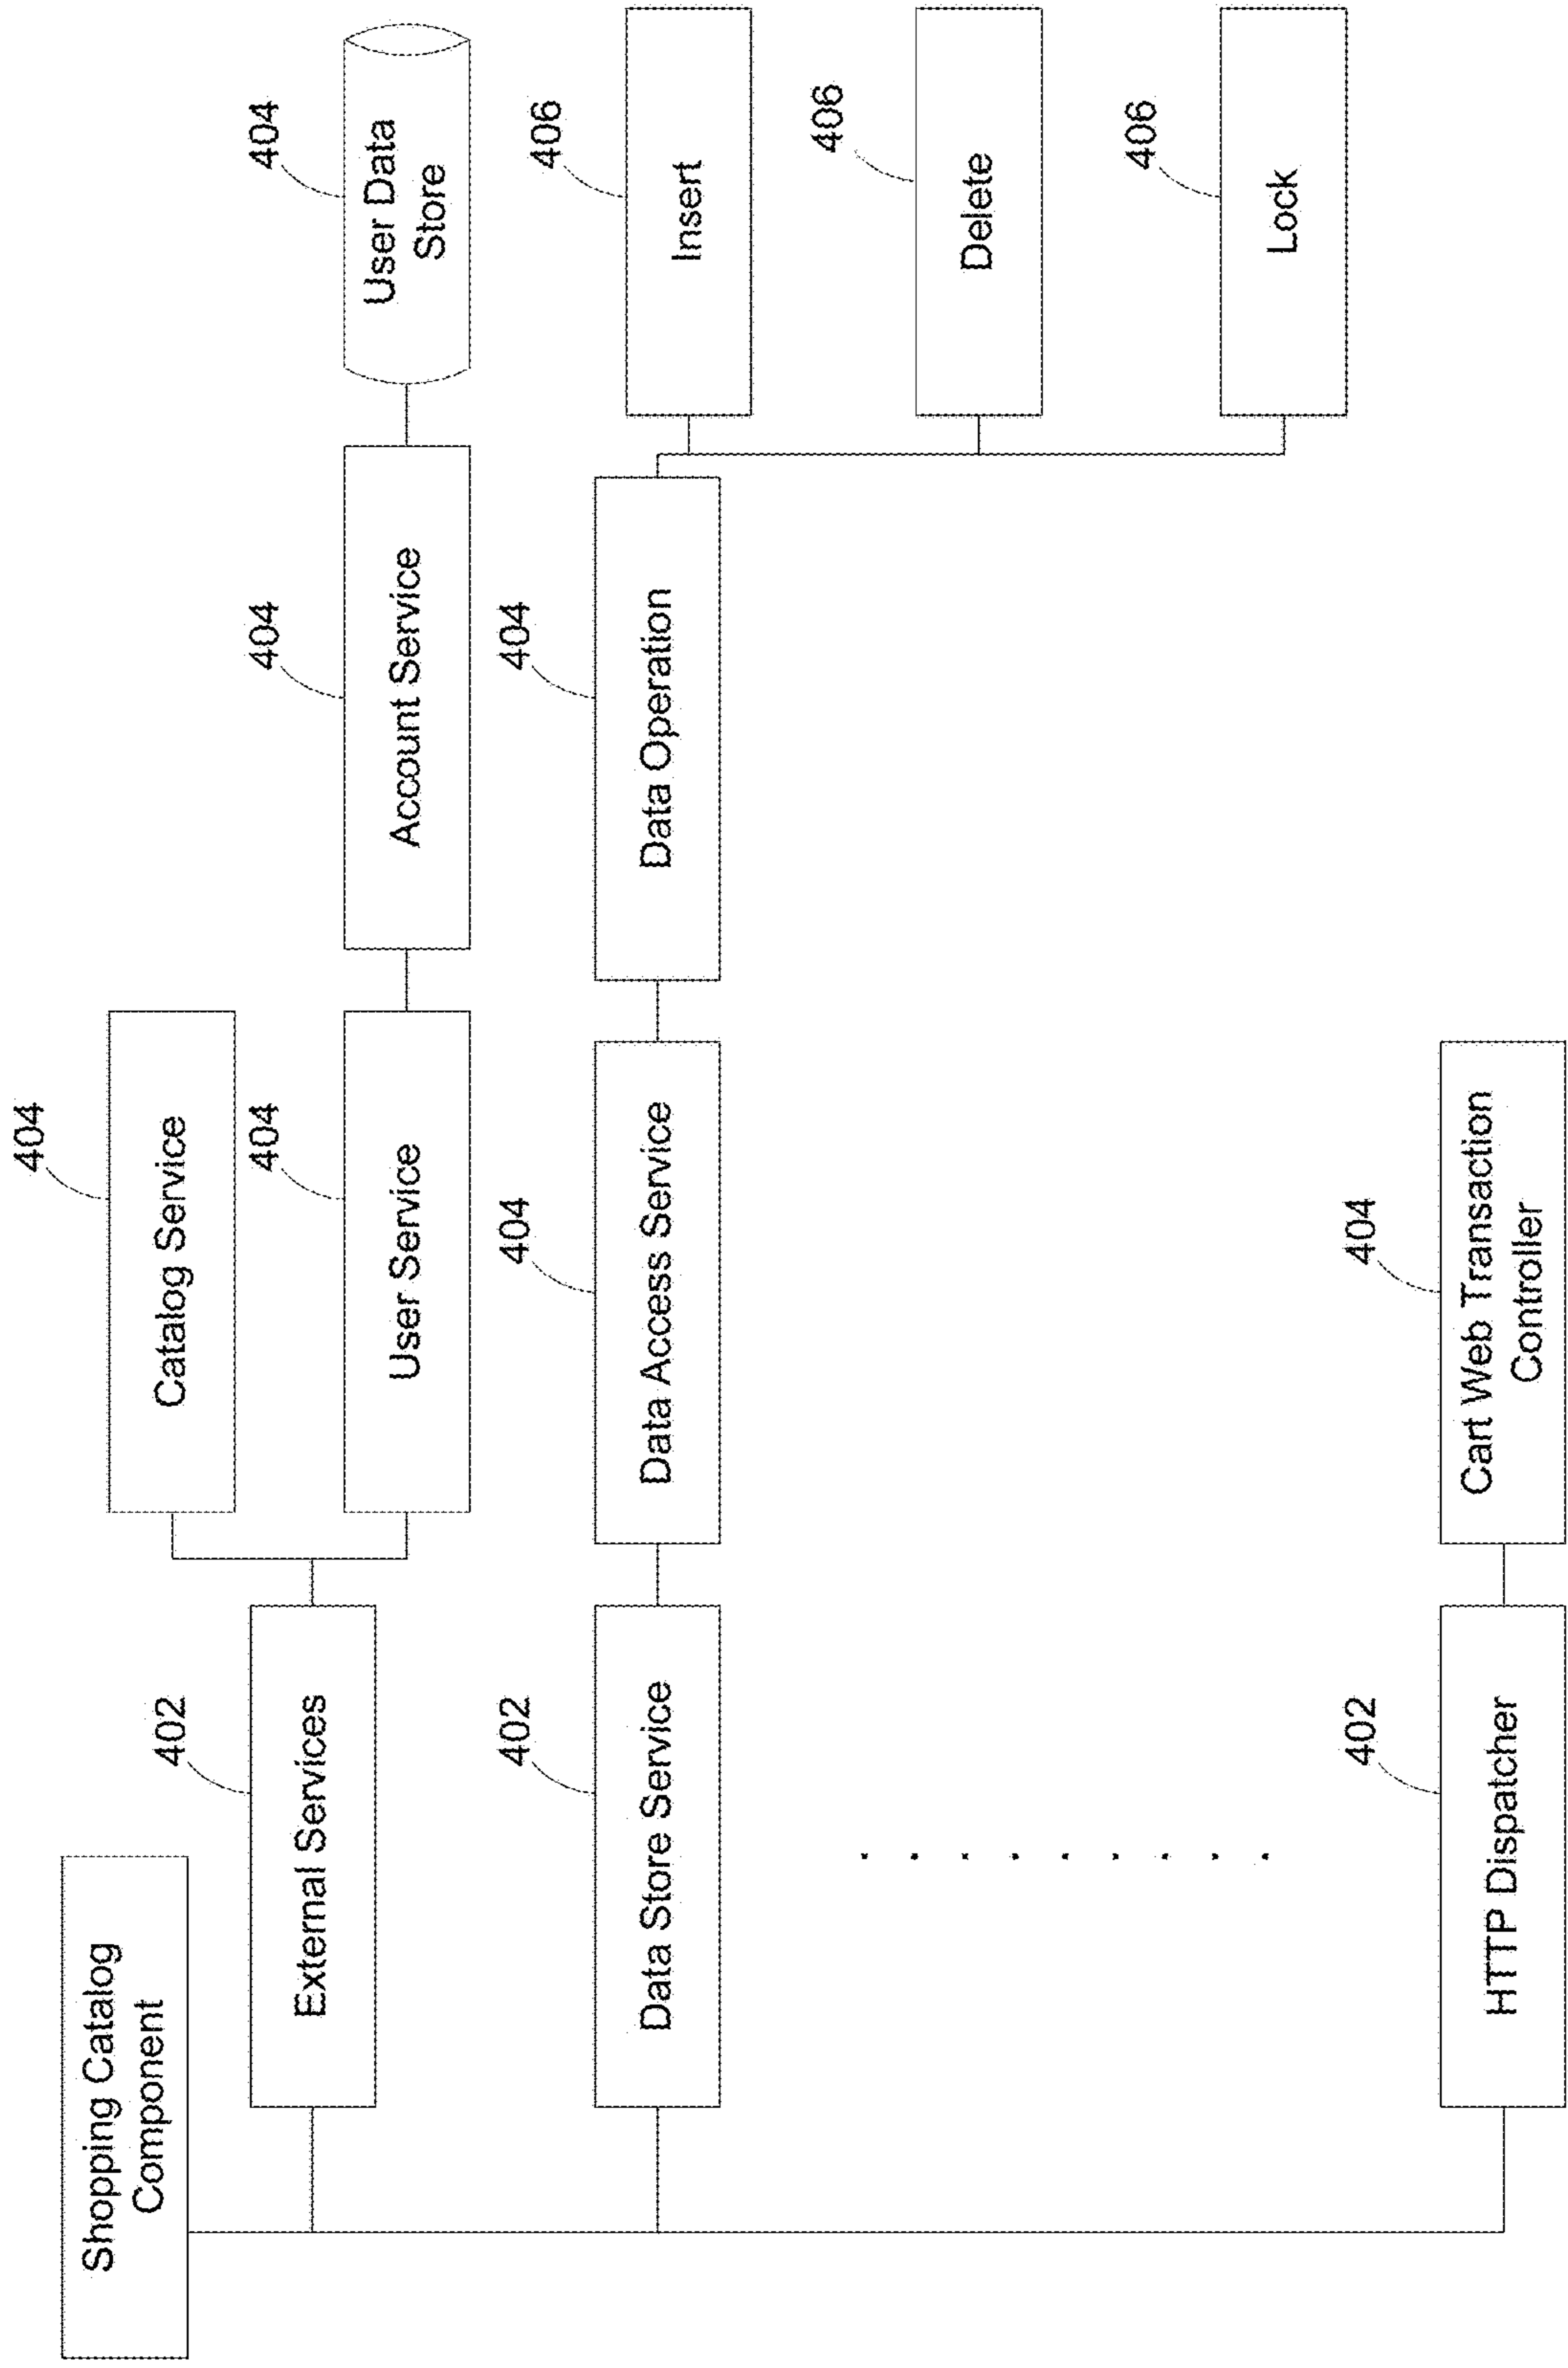 Shopping Catalog
Component
402
External Services
404
Catalog Service
404
User Service
404
Account Service
404
User Data
Store
402
Data Store Service
404
Data Access Service
404
Data Operation
406
Insert
406
Delete
406
Lock
402
HTTP Dispatcher
404
Cart Web Transaction
Controller